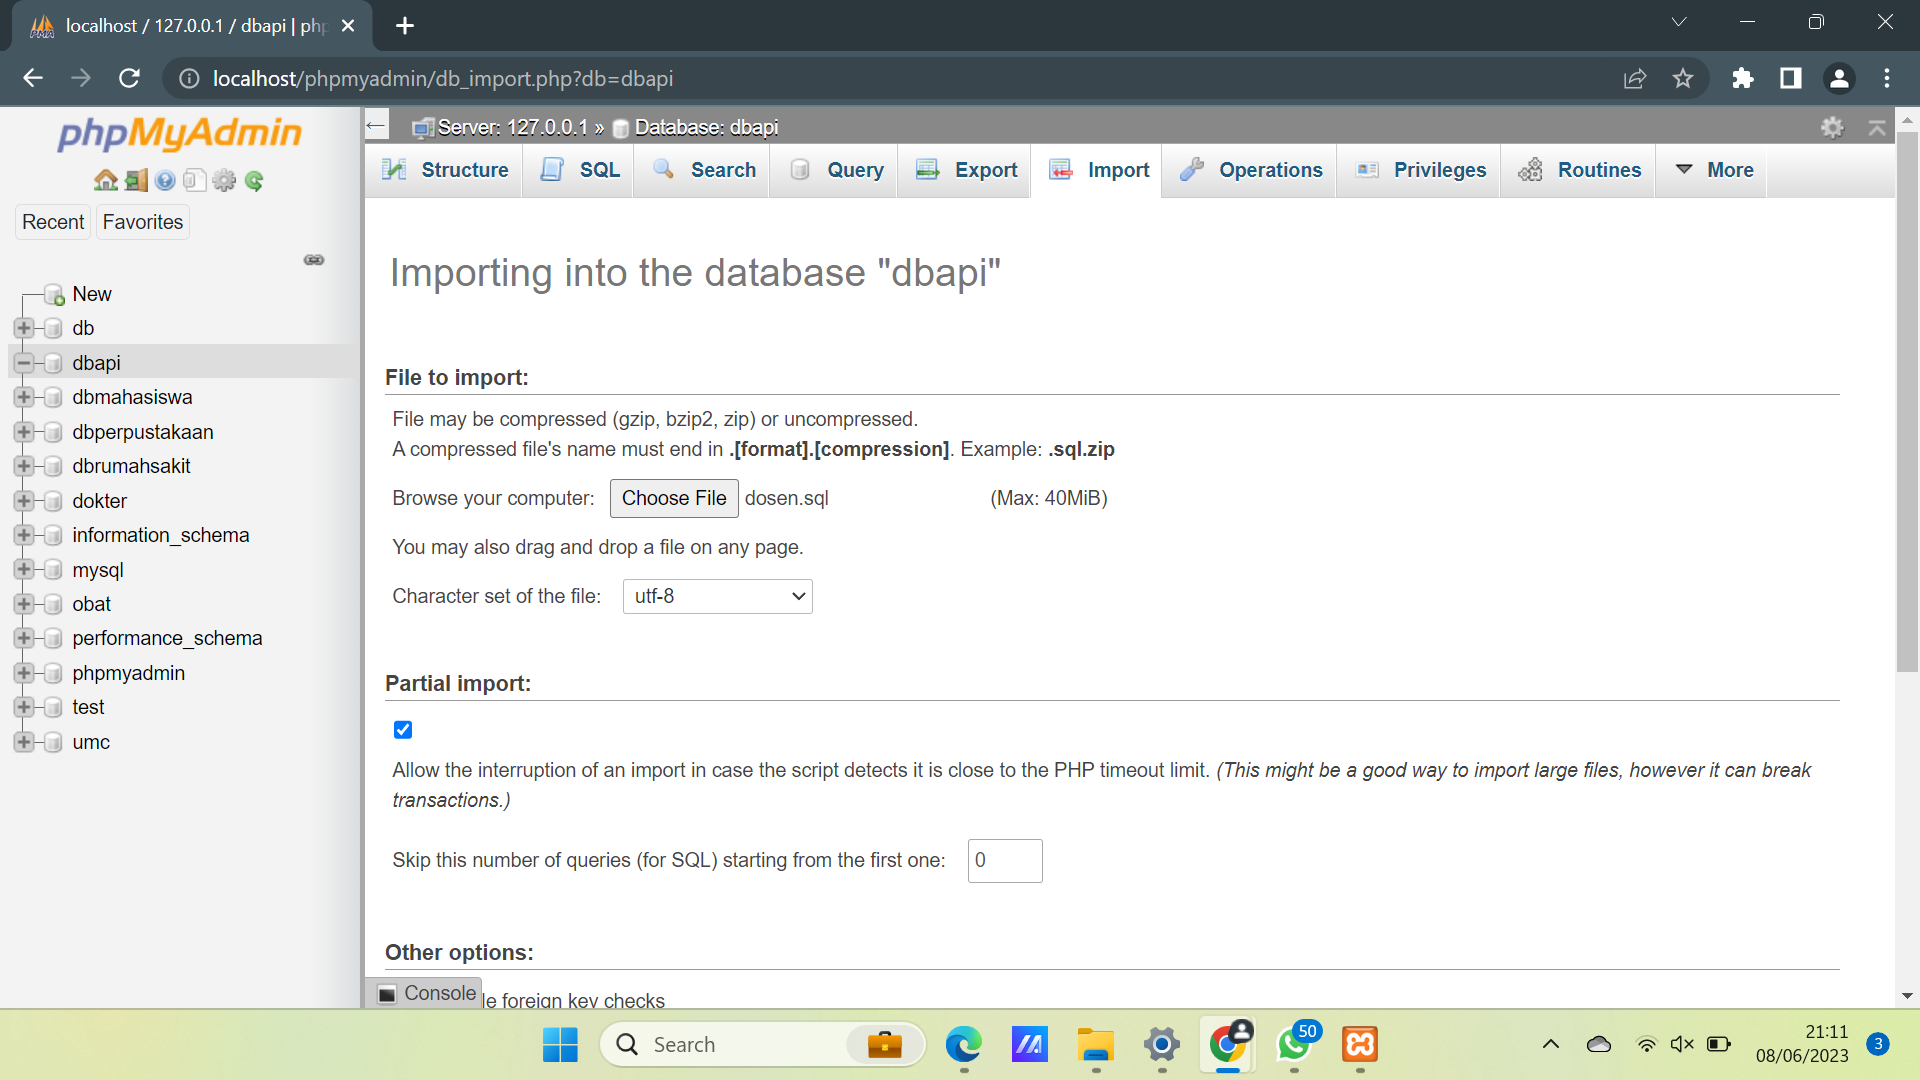 localhost / 127.0.0.1 / dbapi | php
localhost/phpmyadmin/db_import.php?db=dbapi
phpMyAdmin
Recent
Favorites
New
db
dbapi
dbmahasiswa
dbperpustakaan
dbrumahsakit
dokter
information_schema
mysql
obat
performance_schema
phpmyadmin
test
umc
Server: 127.0.0.1 » Database: dbapi
Structure SQL Search Query Export Import Operations Privileges Routines More
Importing into the database "dbapi"
File to import:
File may be compressed (gzip, bzip2, zip) or uncompressed.
A compressed file's name must end in .[format].[compression]. Example: .sql.zip
Browse your computer: Choose File dosen.sql (Max: 40MiB)
You may also drag and drop a file on any page.
Character set of the file: utf-8
Partial import:
Allow the interruption of an import in case the script detects it is close to the PHP timeout limit. (This might be a good way to import large files, however it can break
transactions.)
Skip this number of queries (for SQL) starting from the first one: 0
Other options:
Console
le foreign key checks
Search
50
21:11
08/06/2023
3